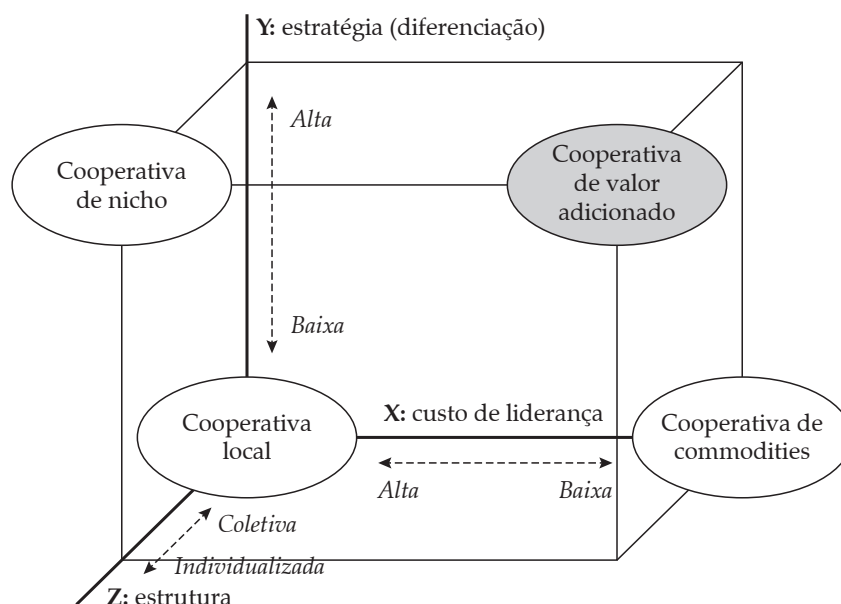 Y: estratégia (diferenciação)
Alta
Cooperativa
de nicho
Cooperativa
de valor
adicionado
Baixa
X: custo de liderança
Cooperativa
local
Cooperativa de
commodities
Alta
Baixa
Coletiva
Individualizada
Z: estrutura